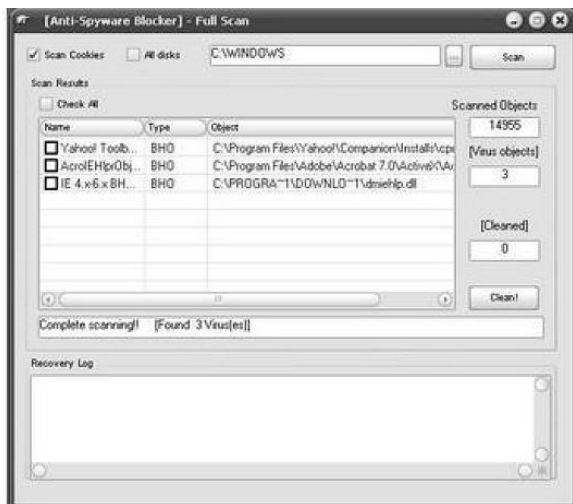 [Anti-Spyware Blocker] - Full Scan
Scan Cookies
All disks
C:\WINDOWS
...
Scan
Scan Results
Check All
Scanned Objects
14955
Name Type Object
Yahoo! Toolb... BHO C:\Program Files\Yahoo!\Companion\Installs\cpn
AcroIEHlprObj... BHO C:\Program Files\Adobe\Acrobat 7.0\ActiveX\Ac
IE 4.x-6.x BH... BHO C:\PROGRA~1\DOWNLO~1\dmiehlp.dll
[Virus objects]
3
[Cleaned]
0
Clean!
Complete scanning!! [Found 3 Virus[es]]
Recovery Log